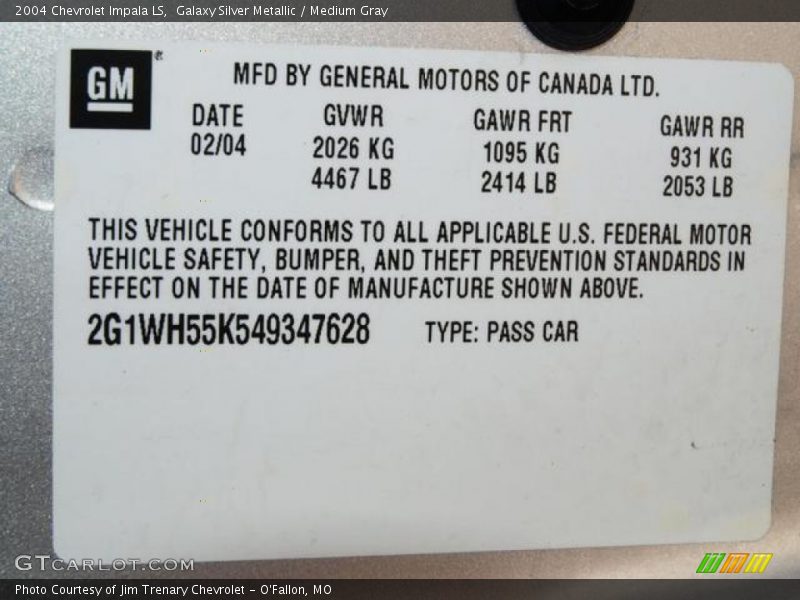 2004 Chevrolet Impala LS, Galaxy Silver Metallic / Medium Gray
GM®
MFD BY GENERAL MOTORS OF CANADA LTD.
DATE GVWR GAWR FRT GAWR RR
02/04 2026 KG 1095 KG 931 KG
4467 LB 2414 LB 2053 LB
THIS VEHICLE CONFORMS TO ALL APPLICABLE U.S. FEDERAL MOTOR
VEHICLE SAFETY, BUMPER, AND THEFT PREVENTION STANDARDS IN
EFFECT ON THE DATE OF MANUFACTURE SHOWN ABOVE.
2G1WH55K549347628 TYPE: PASS CAR
GTCARLOT.COM
Photo Courtesy of Jim Trenary Chevrolet - O'Fallon, MO